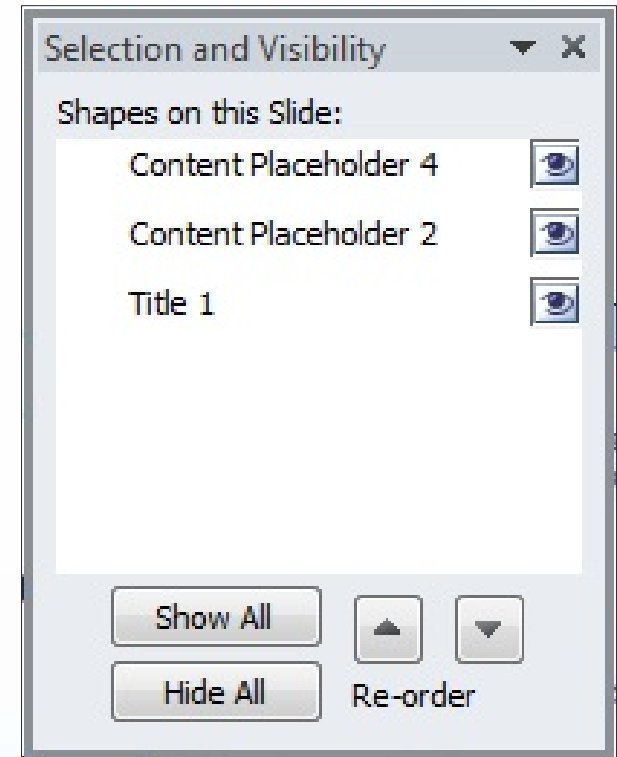 Selection and Visibility
Shapes on this Slide:
Content Placeholder 4
Content Placeholder 2
Title 1
Show All
Hide All
Re-order